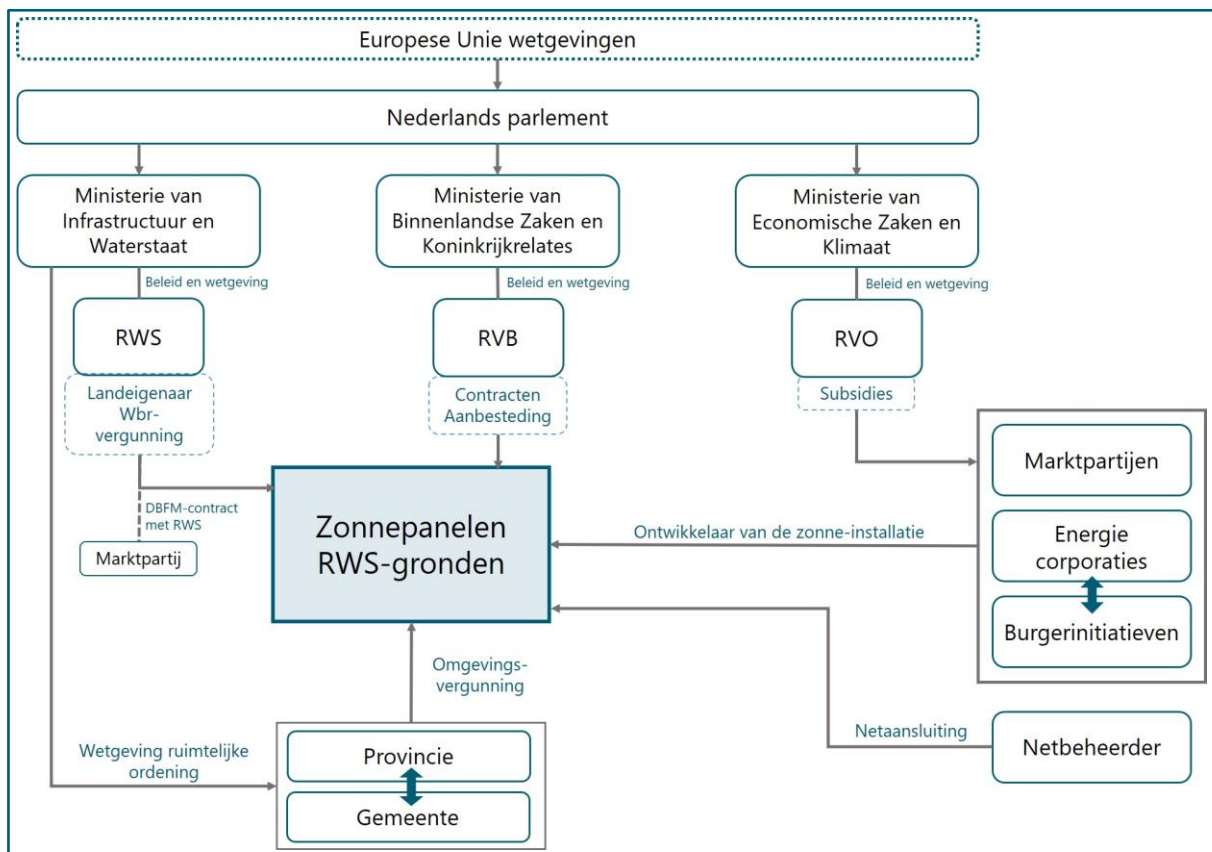 Europese Unie wetgevingen
Nederlands parlement
Ministerie van
Infrastructuur en
Waterstaat
Ministerie van
Binnenlandse Zaken en
Koninkrijkrelates
Ministerie van
Economische Zaken en
Klimaat
Beleid en wetgeving
Beleid en wetgeving
Beleid en wetgeving
RWS
RVB
RVO
Landeigenaar
Wbr-
vergunning
Contracten
Aanbesteding
Subsidies
DBFM-contract
met RWS
Marktpartij
Zonnepanelen
RWS-gronden
Ontwikkelaar van de zonne-installatie
Marktpartijen
Energie
corporaties
Burgerinitiatieven
Omgevings-
vergunning
Netaansluiting
Netbeheerder
Wetgeving ruimtelijke
ordening
Provincie
Gemeente